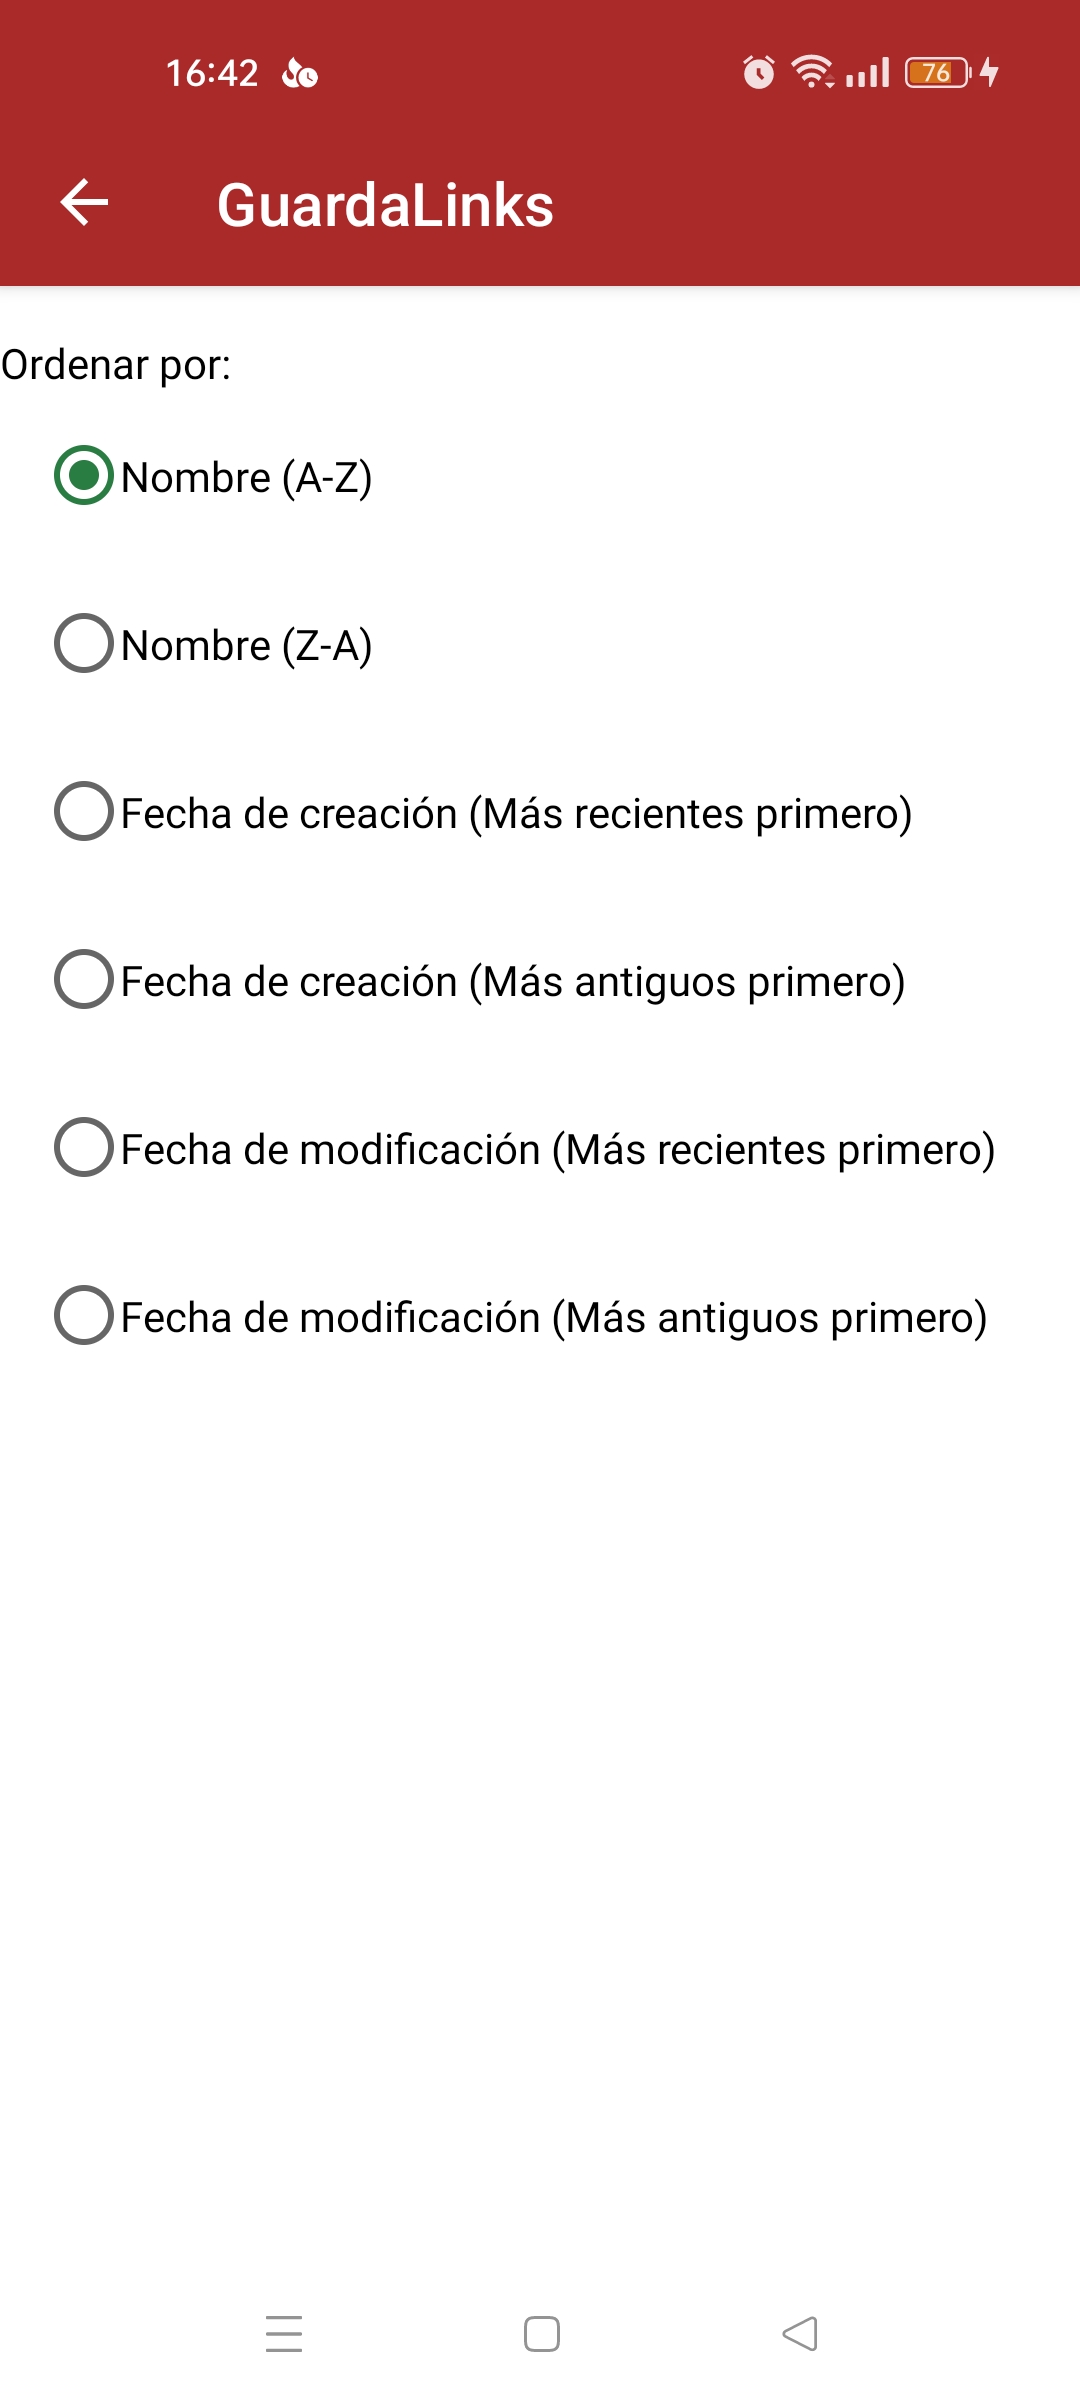 16:42
76
GuardaLinks
Ordenar por:
Nombre (A-Z)
Nombre (Z-A)
Fecha de creación (Más recientes primero)
Fecha de creación (Más antiguos primero)
Fecha de modificación (Más recientes primero)
Fecha de modificación (Más antiguos primero)